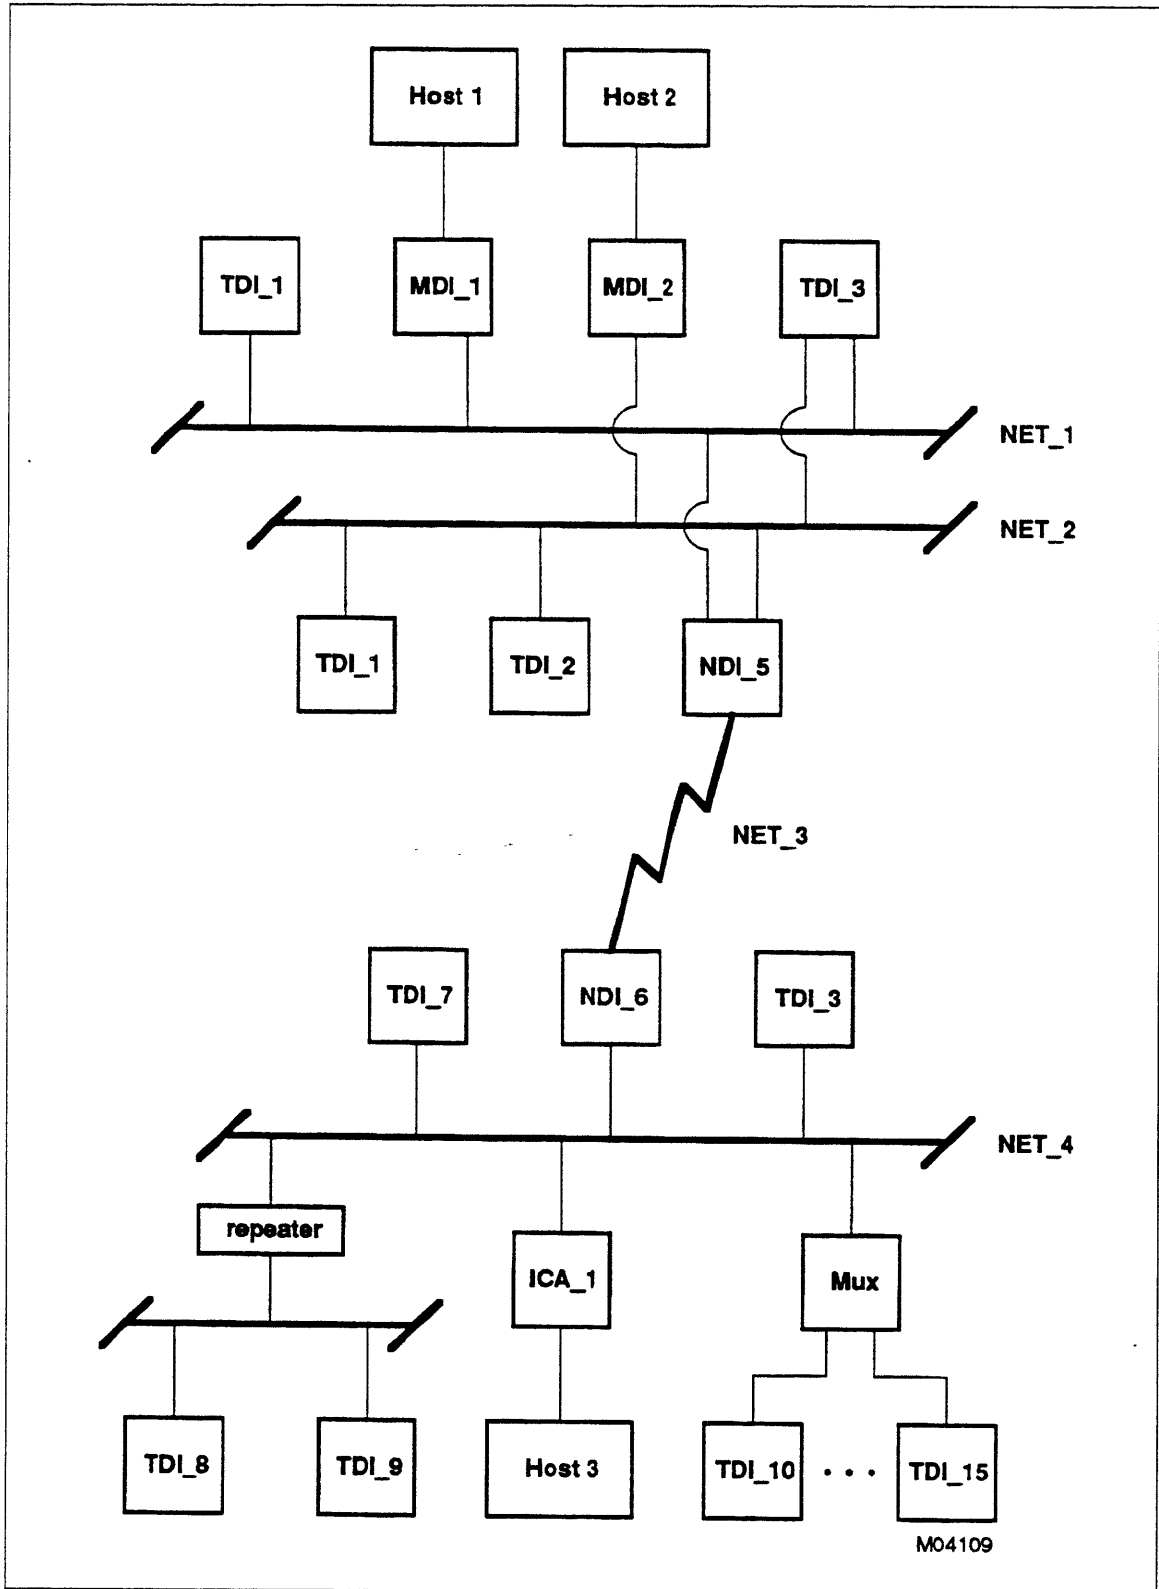 Host 1
Host 2
TDI_1
MDI_1
MDI_2
TDI_3
NET_1
NET_2
TDI_1
TDI_2
NDI_5
NET_3
TDI_7
NDI_6
TDI_3
NET_4
repeater
ICA_1
Mux
TDI_8
TDI_9
Host 3
TDI_10
• • •
TDI_15
M04109